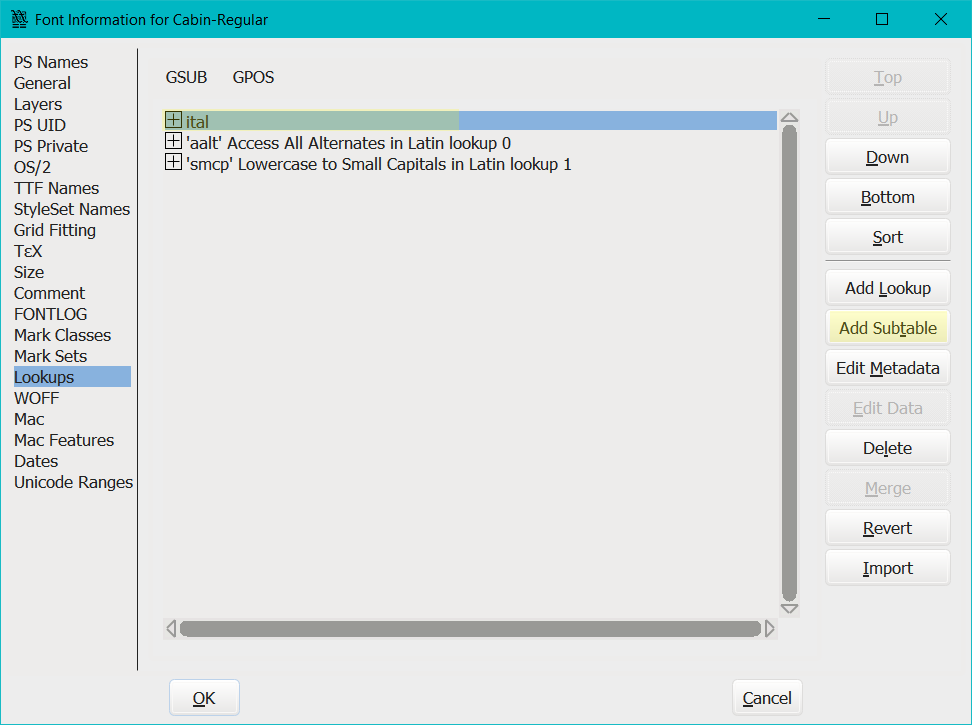 Font Information for Cabin-Regular
PS Names
General
Layers
PS UID
PS Private
OS/2
TTF Names
StyleSet Names
Grid Fitting
TεX
Size
Comment
FONTLOG
Mark Classes
Mark Sets
Lookups
WOFF
Mac
Mac Features
Dates
Unicode Ranges
GSUB GPOS
ital
'aalt' Access All Alternates in Latin lookup 0
'smcp' Lowercase to Small Capitals in Latin lookup 1
Top
Up
Down
Bottom
Sort
Add Lookup
Add Subtable
Edit Metadata
Edit Data
Delete
Merge
Revert
Import
OK Cancel